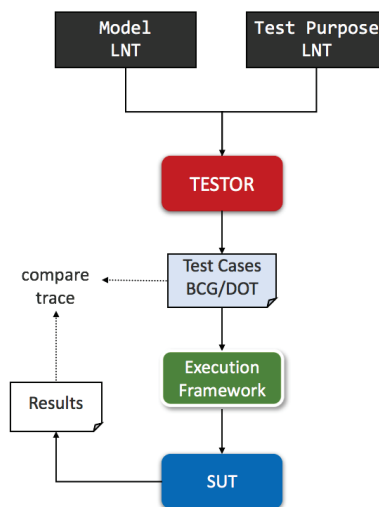 Model
LNT
Test Purpose
LNT
TESTOR
Test Cases
BCG/DOT
compare
trace
Execution
Framework
Results
SUT